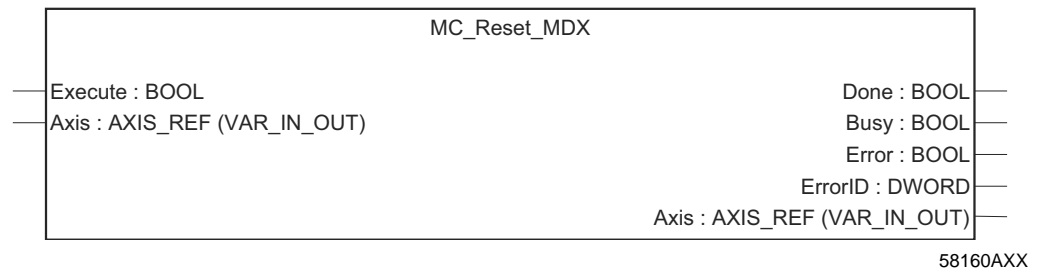 MC_Reset_MDX
Execute : BOOL
Done : BOOL
Axis : AXIS_REF (VAR_IN_OUT)
Busy : BOOL
Error : BOOL
ErrorID : DWORD
Axis : AXIS_REF (VAR_IN_OUT)
58160AXX